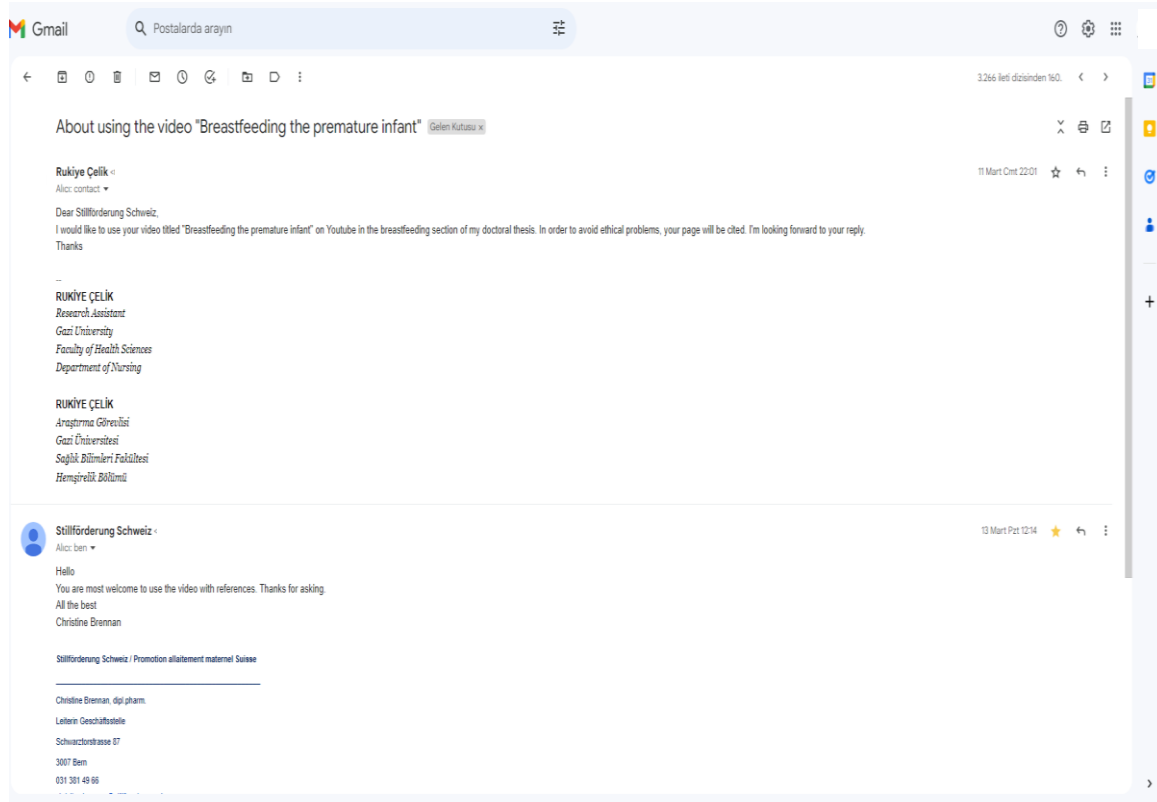 Gmail
Postalarda arayın
3.266 ileti dizisinden 160.
About using the video "Breastfeeding the premature infant" Gelen Kutusu x
Rukiye Çelik <
11 Mart Cmt 22:01
Alıcı: contact
Dear Stillförderung Schweiz,
I would like to use your video titled "Breastfeeding the premature infant" on Youtube in the breastfeeding section of my doctoral thesis. In order to avoid ethical problems, your page will be cited. I'm looking forward to your reply.
Thanks
--
RUKİYE ÇELİK
Research Assistant
Gazi University
Faculty of Health Sciences
Department of Nursing
RUKİYE ÇELİK
Araştırma Görevlisi
Gazi Üniversitesi
Sağlık Bilimleri Fakültesi
Hemşirelik Bölümü
Stillförderung Schweiz <
13 Mart Pzt 12:14
Alıcı: ben
Hello
You are most welcome to use the video with references. Thanks for asking.
All the best
Christine Brennan
Stillförderung Schweiz / Promotion allaitement maternel Suisse
Christine Brennan, dipl.pharm.
Leiterin Geschäftsstelle
Schwarztorstrasse 87
3007 Bern
031 381 49 66